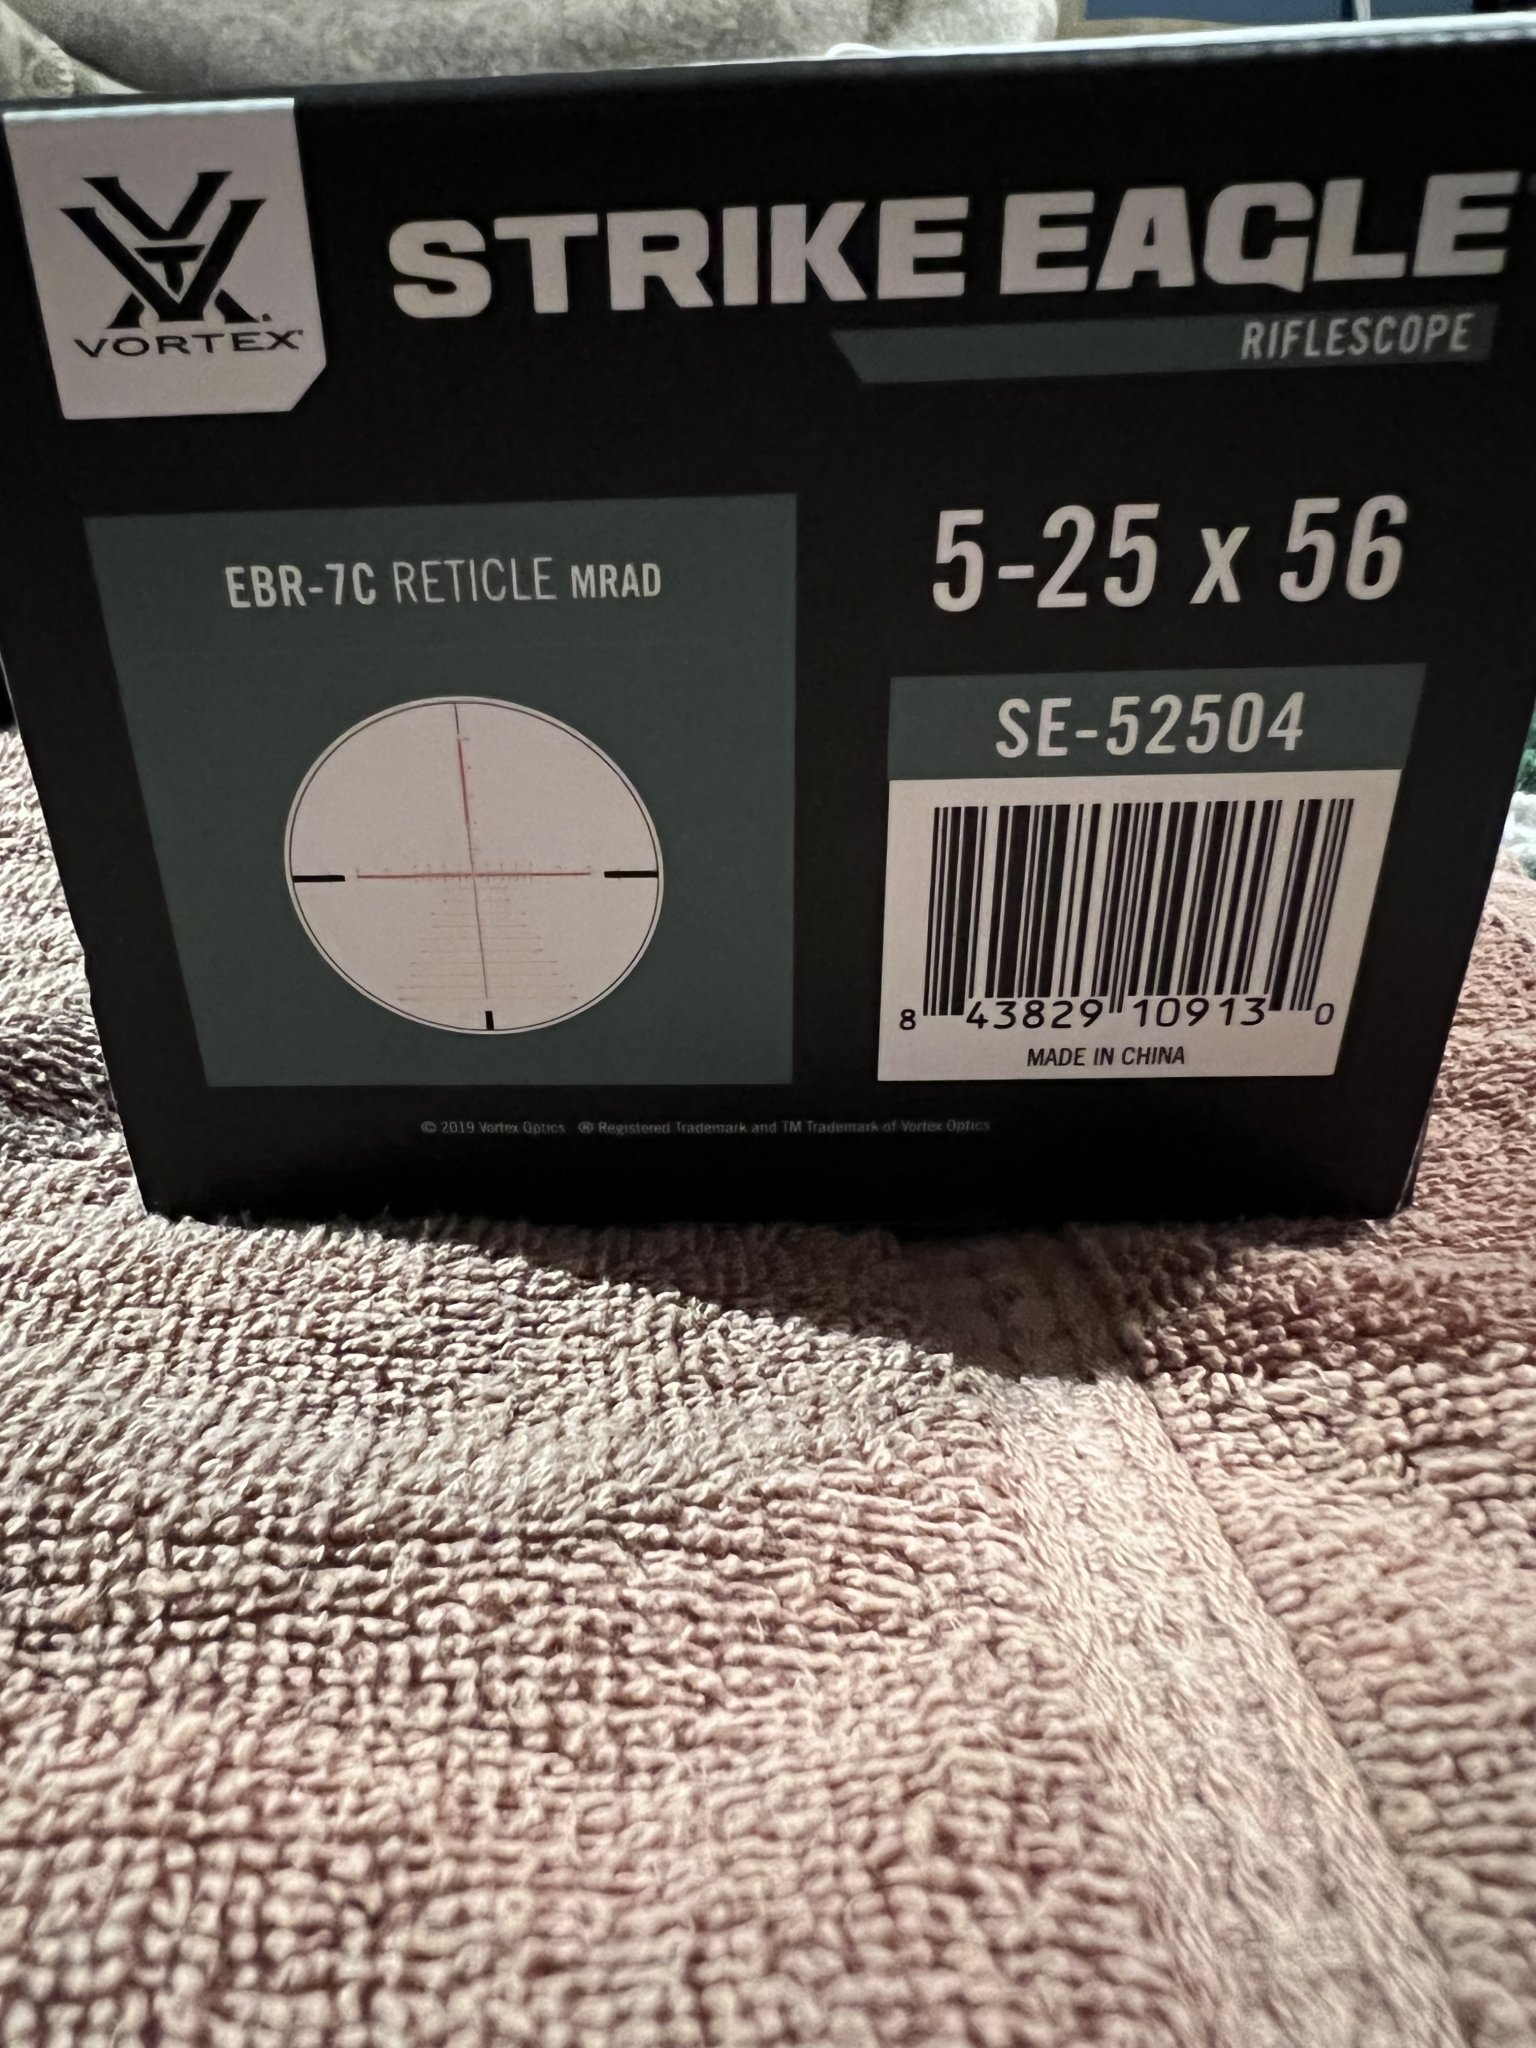 VORTEX®
STRIKE EAGLE
RIFLESCOPE
EBR-7C RETICLE MRAD
5-25 x 56
SE-52504
8 43829 10913 0
MADE IN CHINA
© 2019 Vortex Optics ® Registered Trademark and TM Trademark of Vortex Optics